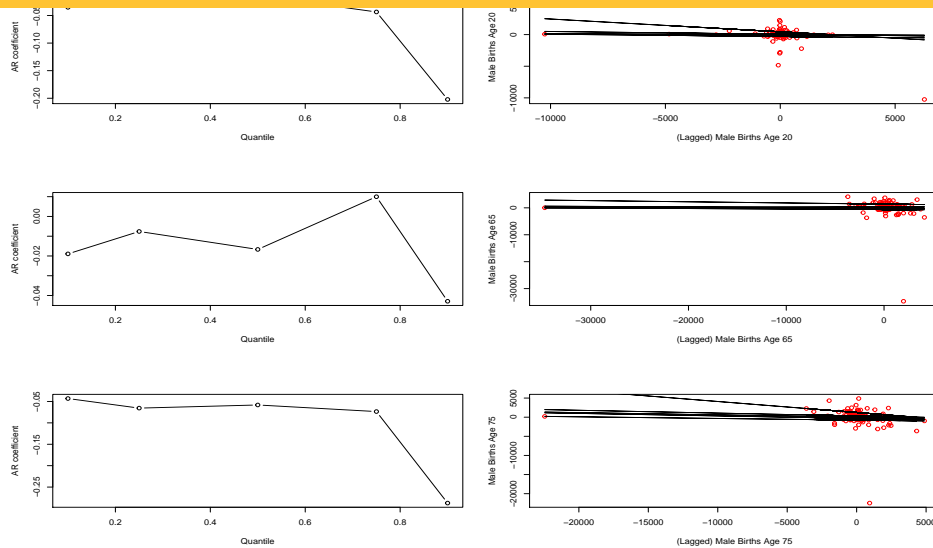 AR coefficient
−0.05
−0.10
−0.15
−0.20
0.2 0.4 0.6 0.8
Quantile
Male Births Age 20
0
−10000
−10000 −5000 0 5000
(Lagged) Male Births Age 20
AR coefficient
0.00
−0.02
−0.04
0.2 0.4 0.6 0.8
Quantile
Male Births Age 65
0
−10000
−30000
−30000 −20000 −10000 0
(Lagged) Male Births Age 65
AR coefficient
−0.05
−0.15
−0.25
0.2 0.4 0.6 0.8
Quantile
Male Births Age 75
5000
0
−10000
−20000
−20000 −15000 −10000 −5000 0 5000
(Lagged) Male Births Age 75